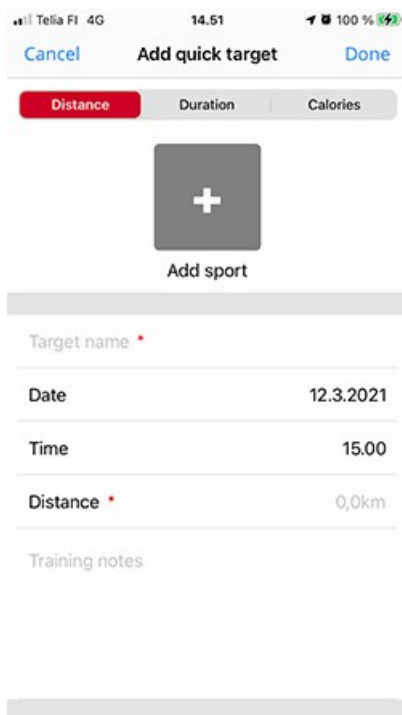 Telia FI 4G 14.51 100 %
Cancel Add quick target Done
Distance Duration Calories
Add sport
Target name *
Date 12.3.2021
Time 15.00
Distance * 0,0km
Training notes